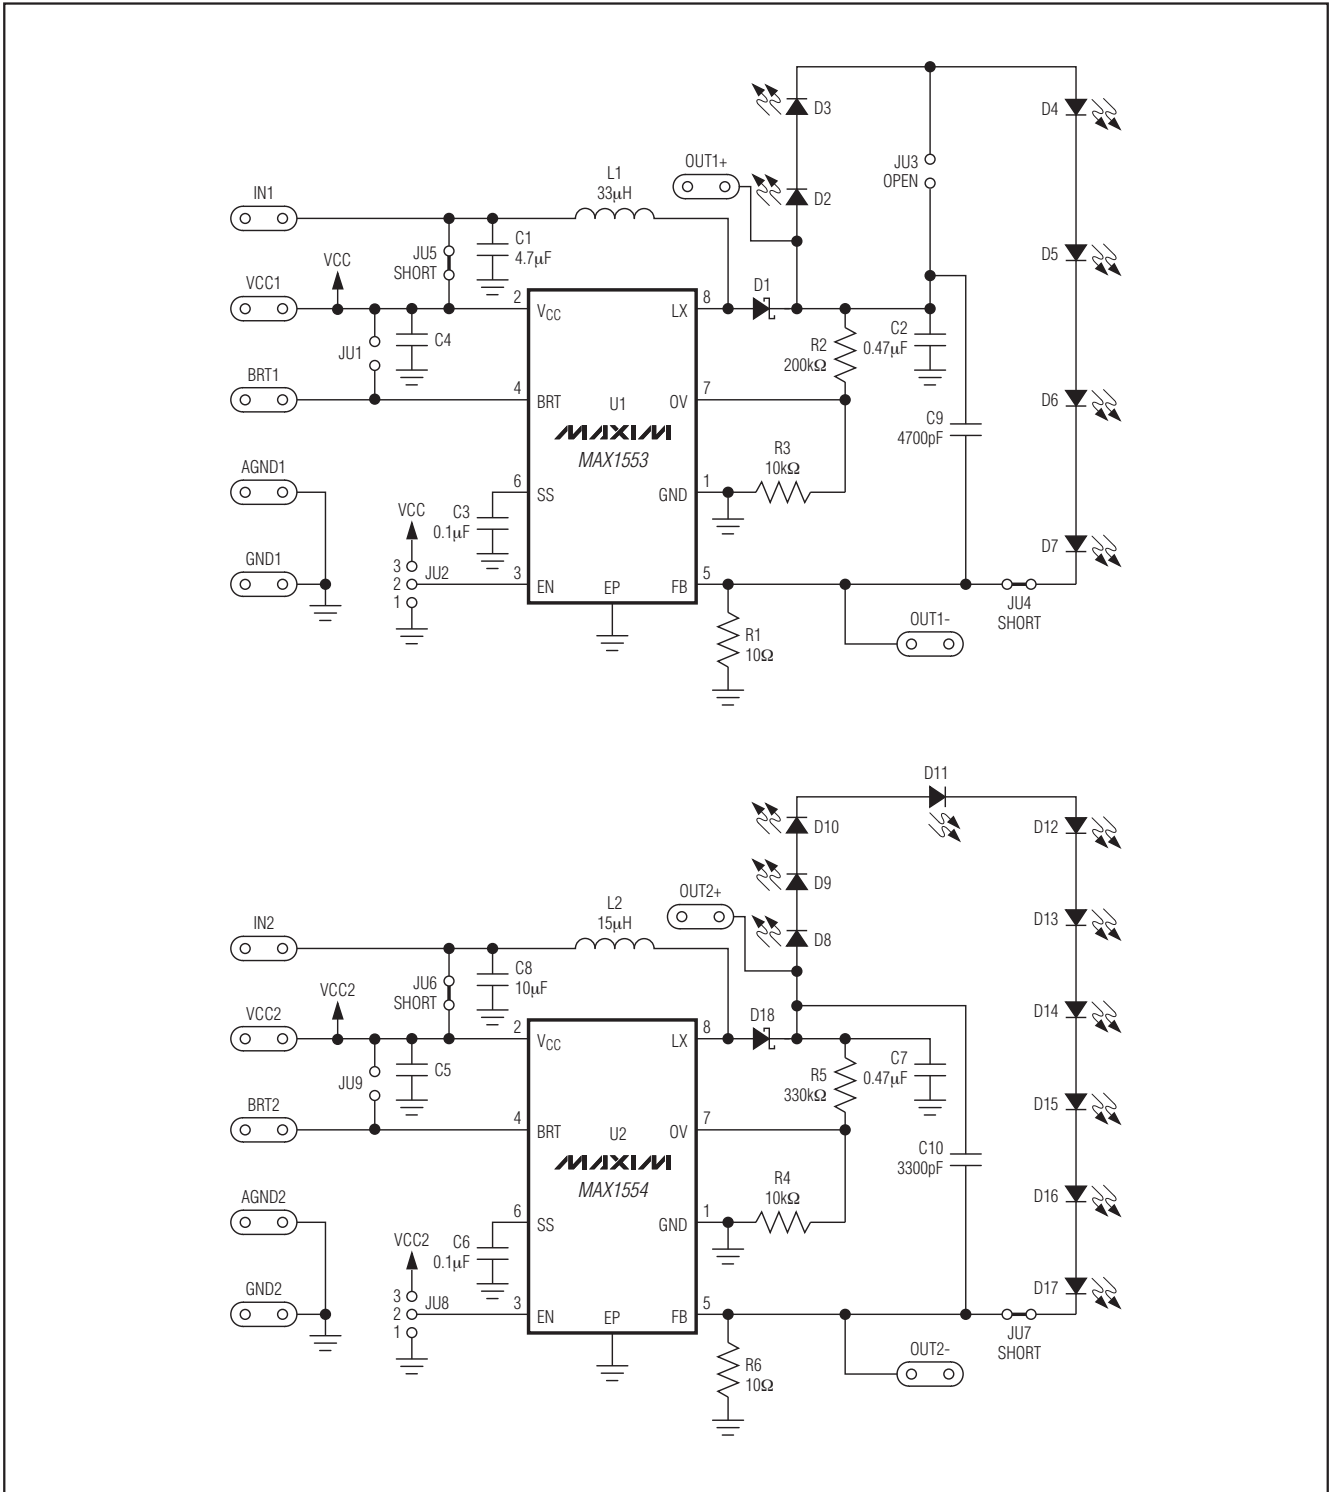 D3
D4
OUT1+
JU3
OPEN
L1
33µH
D2
IN1
C1
4.7µF
JU5
SHORT
VCC
D5
VCC1
2
VCC
LX
8
D1
C4
JU1
R2
200kΩ
C2
0.47µF
BRT1
4
BRT
U1
OV
7
D6
MAXIM
MAX1553
C9
4700pF
AGND1
6
SS
GND
1
R3
10kΩ
VCC
C3
0.1µF
D7
GND1
3
2
1
JU2
3
EN
EP
FB
5
JU4
SHORT
R1
10Ω
OUT1-
D11
D10
D12
D9
OUT2+
L2
15µH
D8
D13
IN2
C8
10µF
JU6
SHORT
VCC2
D14
VCC2
2
VCC
LX
8
D18
C5
JU9
R5
330kΩ
C7
0.47µF
BRT2
4
BRT
U2
OV
7
D15
MAXIM
MAX1554
C10
3300pF
AGND2
6
SS
GND
1
R4
10kΩ
D16
VCC2
C6
0.1µF
GND2
3
2
1
JU8
3
EN
EP
FB
5
D17
JU7
SHORT
R6
10Ω
OUT2-